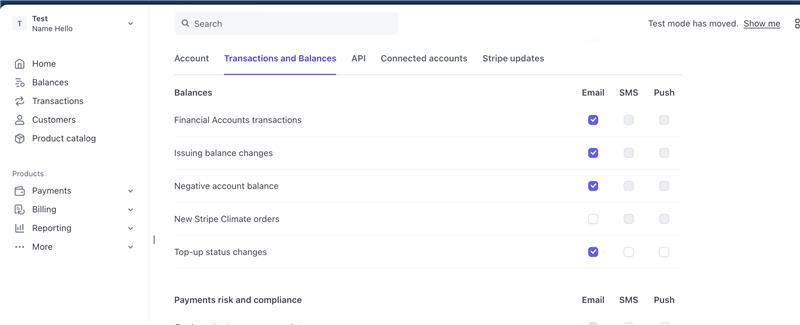 T
Test
Name Hello
Search
Test mode has moved. Show me
Home
Balances
Transactions
Customers
Product catalog
Products
Payments
Billing
Reporting
More
Account Transactions and Balances API Connected accounts Stripe updates
Balances Email SMS Push
Financial Accounts transactions
Issuing balance changes
Negative account balance
New Stripe Climate orders
Top-up status changes
Payments risk and compliance Email SMS Push